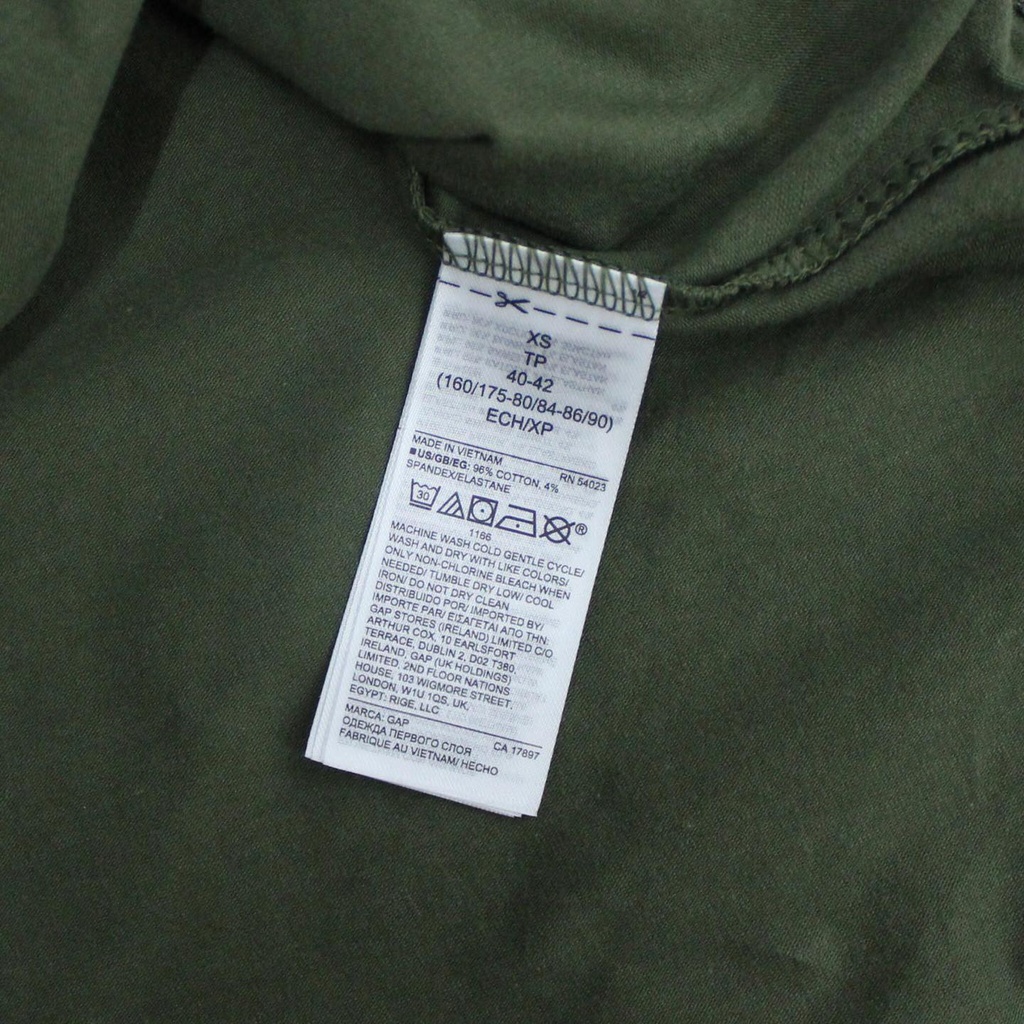 XS
TP
40-42
(160/175-80/84-86/90)
ECH/XP
MADE IN VIETNAM RN 54023
■US/GB/EG: 96% COTTON, 4%
SPANDEX/ELASTANE
30 ®
1186
MACHINE WASH COLD GENTLE CYCLE/
WASH AND DRY WITH LIKE COLORS/
ONLY NON-CHLORINE BLEACH WHEN
NEEDED/ TUMBLE DRY LOW/ COOL
IRON/ DO NOT DRY CLEAN
DISTRIBUIDO POR/ IMPORTED BY/
IMPORTE PAR/ ΕΙΣΑΓΕΤΑΙ ΑΠΟ ΤΗΝ:
GAP STORES (IRELAND) LIMITED C/O
ARTHUR COX, 10 EARLSFORT
TERRACE, DUBLIN 2, D02 T380,
IRELAND, GAP (UK HOLDINGS)
LIMITED, 2ND FLOOR NATIONS
HOUSE, 103 WIGMORE STREET,
LONDON, W1U 1QS, UK,
EGYPT: RIGE, LLC
MARCA: GAP CA 17897
ОДЕЖДА ПЕРВОГО СЛОЯ
FABRIQUE AU VIETNAM/ HECHO